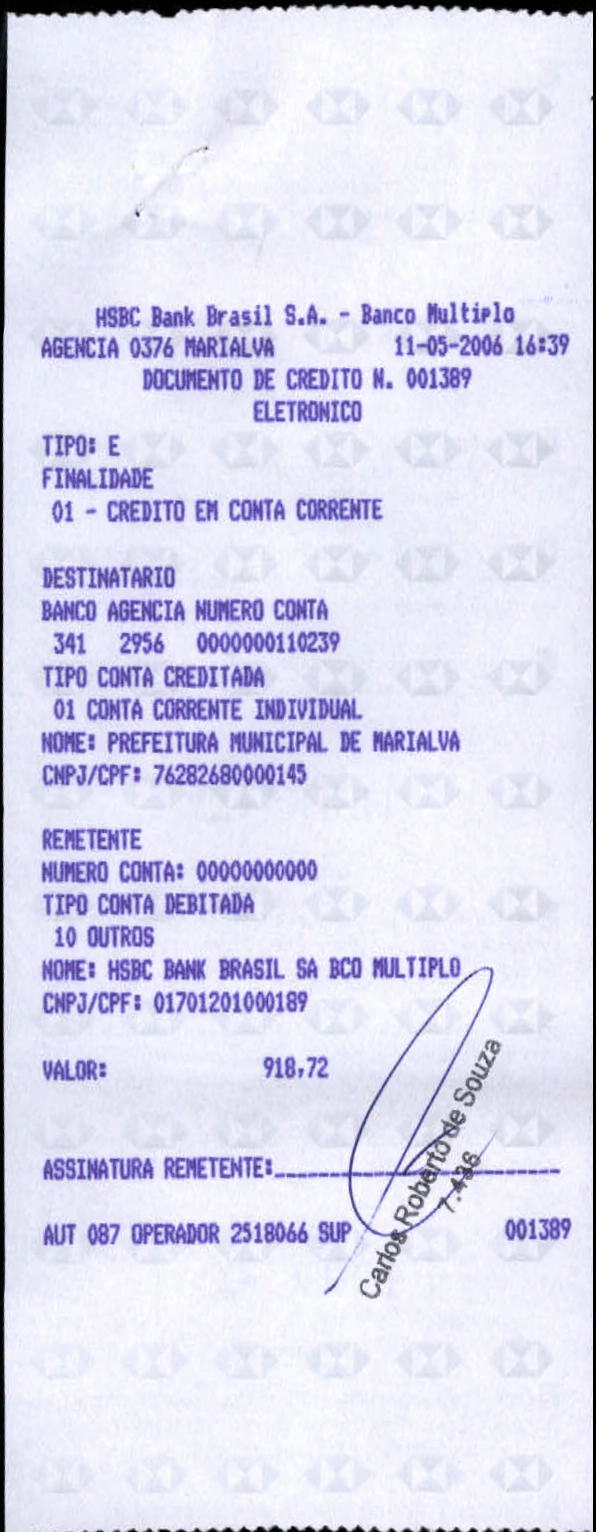 HSBC Bank Brasil S.A. - Banco Multiplo
AGENCIA 0376 MARIALVA 11-05-2006 16:39
DOCUMENTO DE CREDITO N. 001389
ELETRONICO
TIPO: E
FINALIDADE
01 - CREDITO EM CONTA CORRENTE
DESTINATARIO
BANCO AGENCIA NUMERO CONTA
341 2956 0000000110239
TIPO CONTA CREDITADA
01 CONTA CORRENTE INDIVIDUAL
NOME: PREFEITURA MUNICIPAL DE MARIALVA
CNPJ/CPF: 76282680000145
REMETENTE
NUMERO CONTA: 00000000000
TIPO CONTA DEBITADA
10 OUTROS
NOME: HSBC BANK BRASIL SA BCO MULTIPLO
CNPJ/CPF: 01701201000189
VALOR: 918,72
ASSINATURA REMETENTE:
Carlos Roberto de Souza
7.436
AUT 087 OPERADOR 2518066 SUP 001389